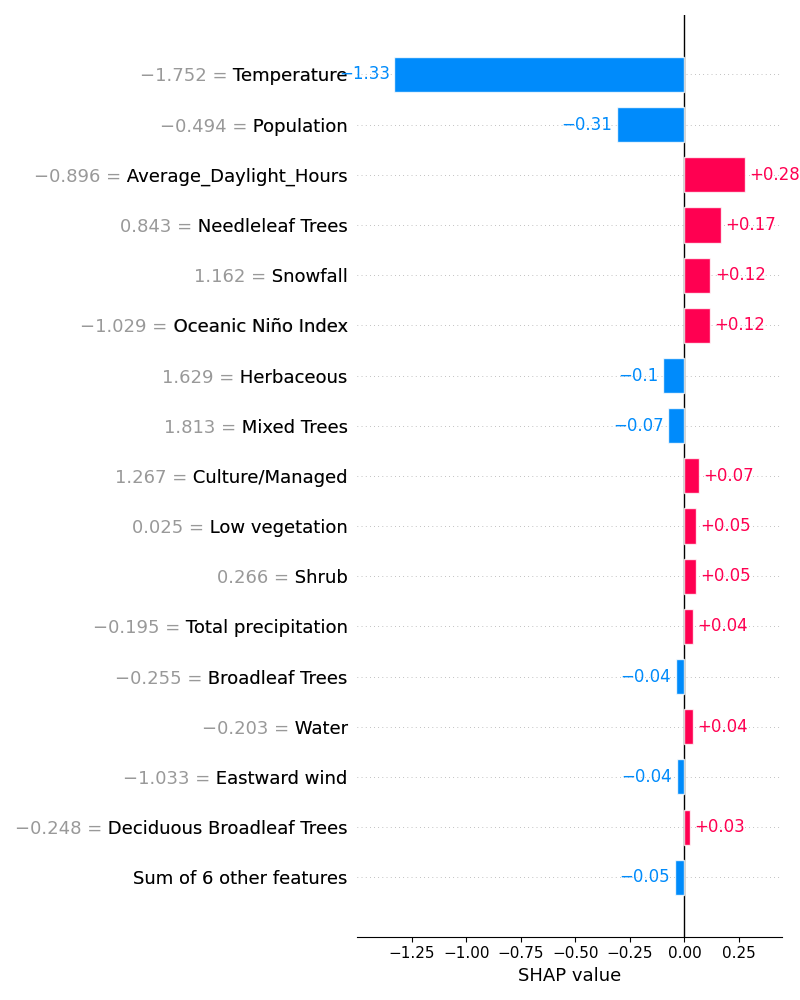 −1.752 = Temperature −1.33
−0.494 = Population −0.31
−0.896 = Average_Daylight_Hours +0.28
0.843 = Needleleaf Trees +0.17
1.162 = Snowfall +0.12
−1.029 = Oceanic Niño Index +0.12
1.629 = Herbaceous −0.1
1.813 = Mixed Trees −0.07
1.267 = Culture/Managed +0.07
0.025 = Low vegetation +0.05
0.266 = Shrub +0.05
−0.195 = Total precipitation +0.04
−0.255 = Broadleaf Trees −0.04
−0.203 = Water +0.04
−1.033 = Eastward wind −0.04
−0.248 = Deciduous Broadleaf Trees +0.03
Sum of 6 other features −0.05
−1.25 −1.00 −0.75 −0.50 −0.25 0.00 0.25
SHAP value